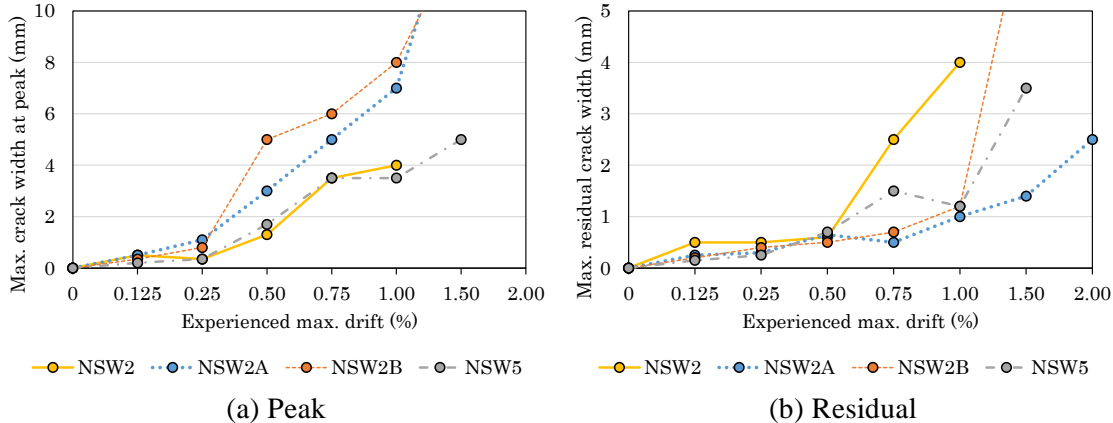 Max. crack width at peak (mm)
10
8
6
4
2
0
0 0.125 0.25 0.50 0.75 1.00 1.50 2.00
Experienced max. drift (%)
NSW2 NSW2A NSW2B NSW5
(a) Peak
Max. residual crack width (mm)
5
4
3
2
1
0
0 0.125 0.25 0.50 0.75 1.00 1.50 2.00
Experienced max. drift (%)
NSW2 NSW2A NSW2B NSW5
(b) Residual